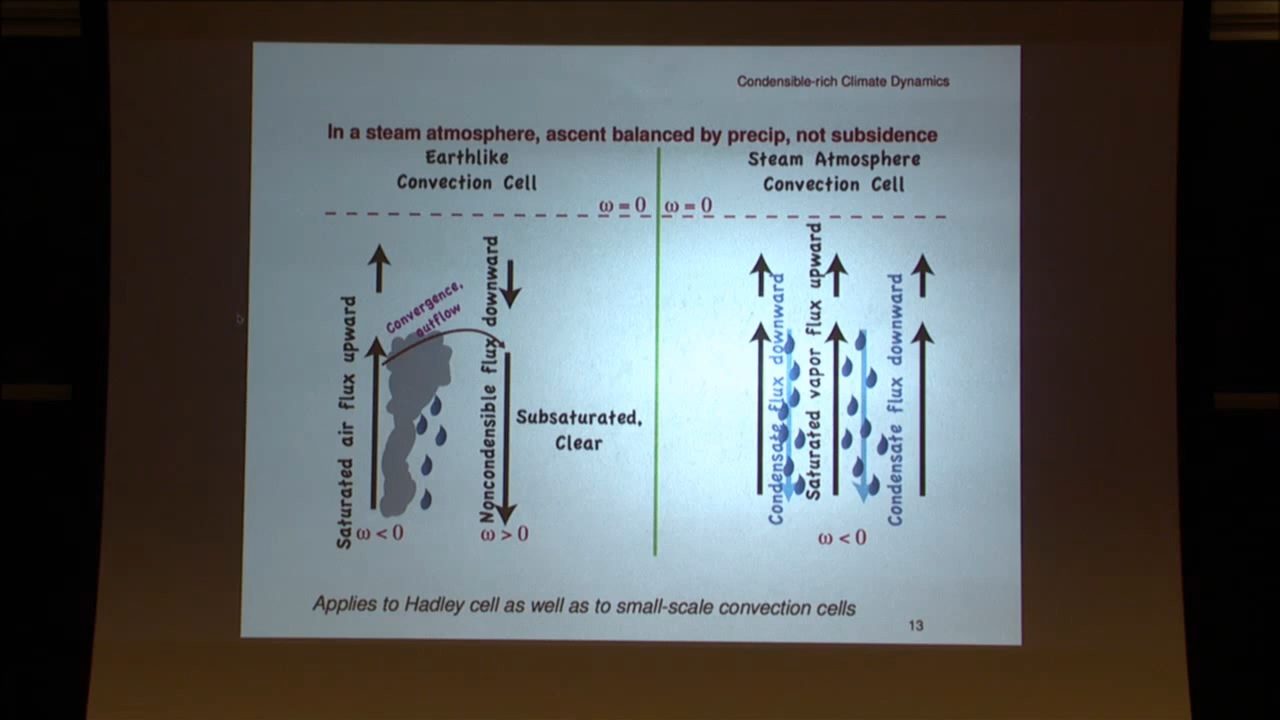 Condensible-rich Climate Dynamics
In a steam atmosphere, ascent balanced by precip, not subsidence
Earthlike
Convection Cell
Steam Atmosphere
Convection Cell
ω = 0
ω = 0
Saturated air flux upward
Convergence,
outflow
Noncondensible flux downward
Subsaturated,
Clear
ω < 0
ω > 0
Condensate flux downward
Saturated vapor flux upward
Condensate flux downward
ω < 0
Applies to Hadley cell as well as to small-scale convection cells
13